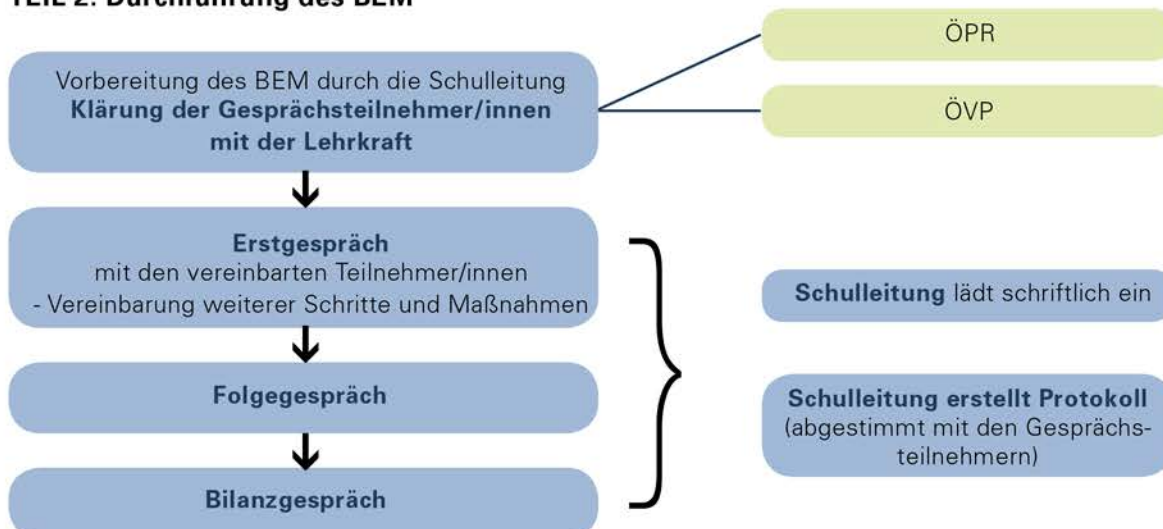 TEIL 2: Durchführung des BEM
Vorbereitung des BEM durch die Schulleitung
Klärung der Gesprächsteilnehmer/innen
mit der Lehrkraft
ÖPR
ÖVP
Erstgespräch
mit den vereinbarten Teilnehmer/innen
- Vereinbarung weiterer Schritte und Maßnahmen
Folgegespräch
Bilanzgespräch
Schulleitung lädt schriftlich ein
Schulleitung erstellt Protokoll
(abgestimmt mit den Gesprächs-
teilnehmern)